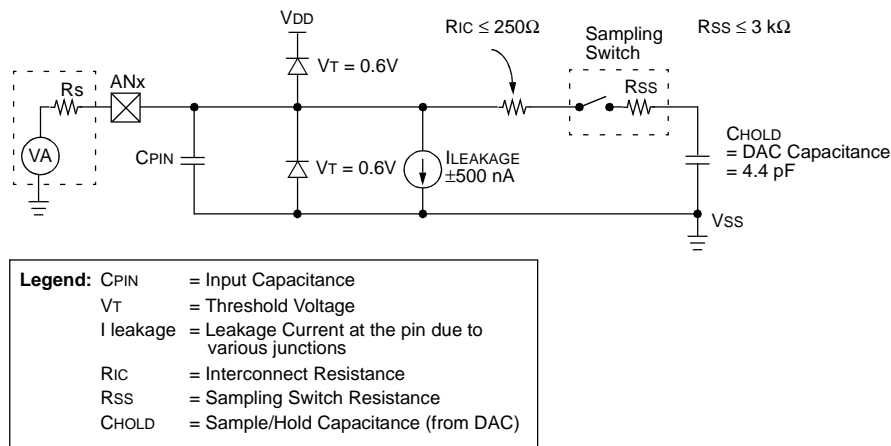 VDD
RIC ≤ 250Ω
Sampling
Switch
RSS ≤ 3 kΩ
VT = 0.6V
Rs
ANx
RSS
VA
CPIN
VT = 0.6V
ILEAKAGE
±500 nA
CHOLD
= DAC Capacitance
= 4.4 pF
VSS
Legend: CPIN = Input Capacitance
VT = Threshold Voltage
I leakage = Leakage Current at the pin due to
various junctions
RIC = Interconnect Resistance
RSS = Sampling Switch Resistance
CHOLD = Sample/Hold Capacitance (from DAC)